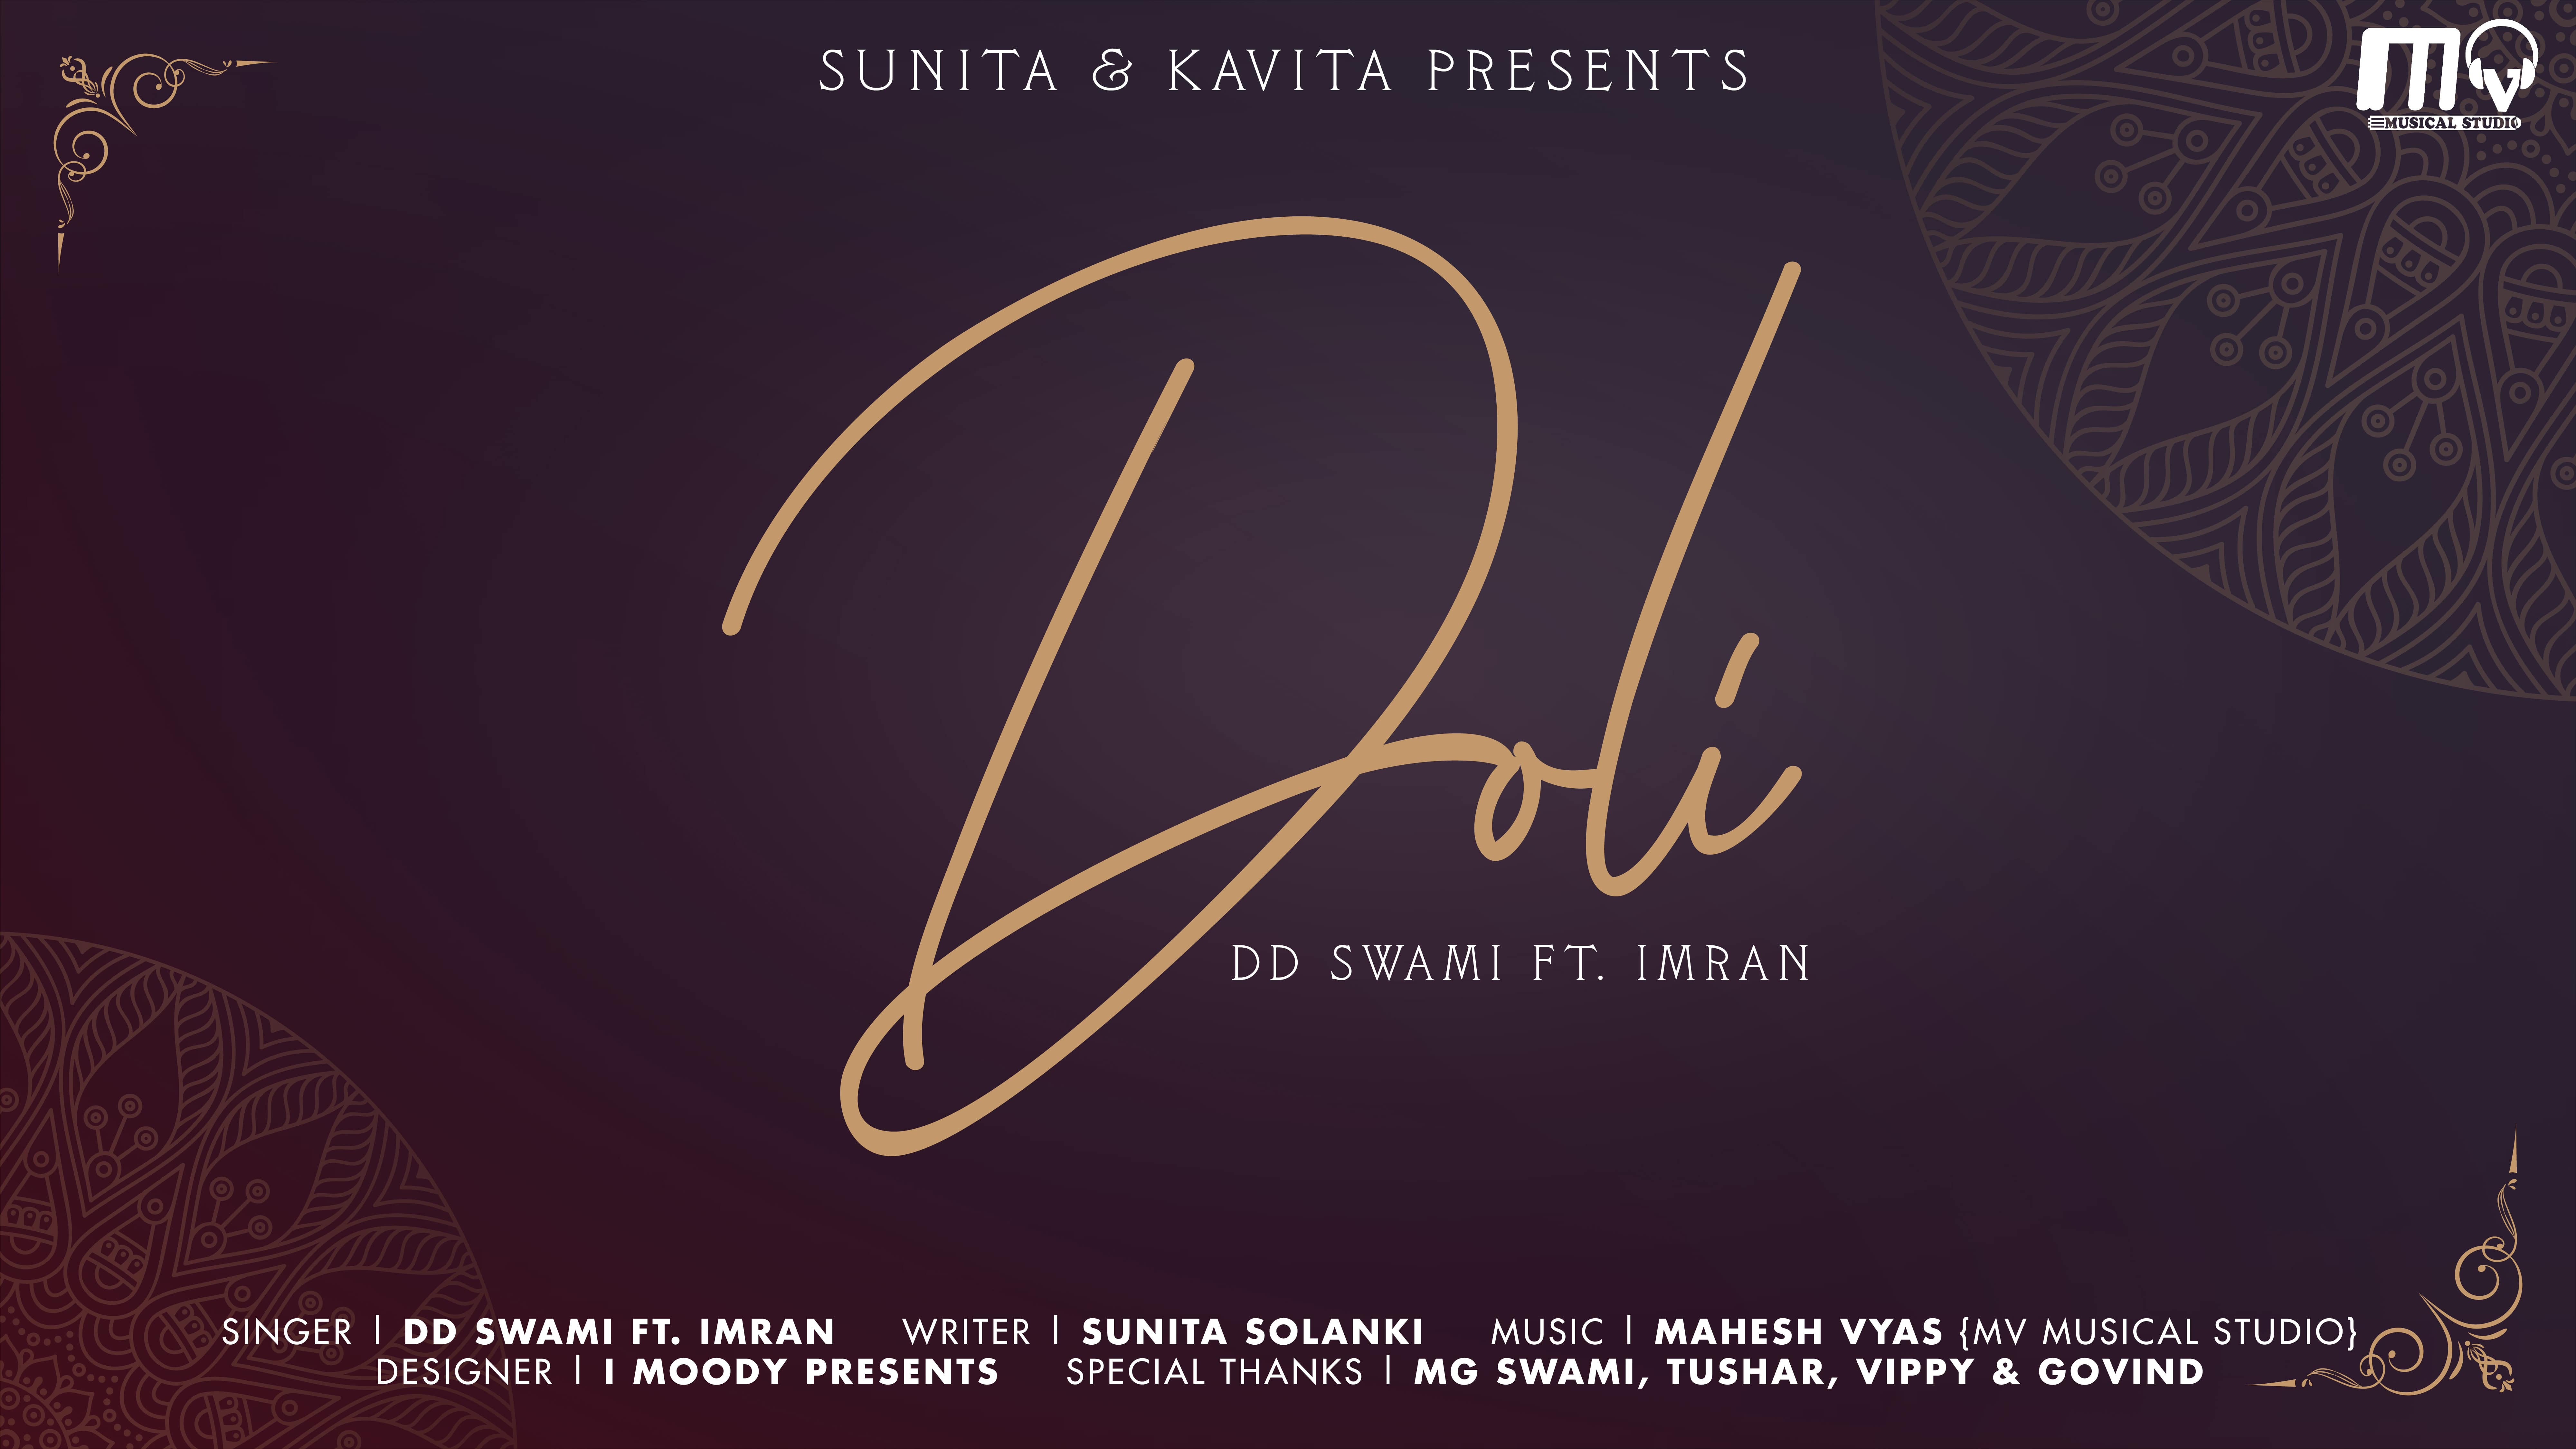 SUNITA & KAVITA PRESENTS
MV
MUSICAL STUDIO
Doli
DD SWAMI FT. IMRAN
SINGER | DD SWAMI FT. IMRAN WRITER | SUNITA SOLANKI MUSIC | MAHESH VYAS {MV MUSICAL STUDIO}
DESIGNER | I MOODY PRESENTS SPECIAL THANKS | MG SWAMI, TUSHAR, VIPPY & GOVIND